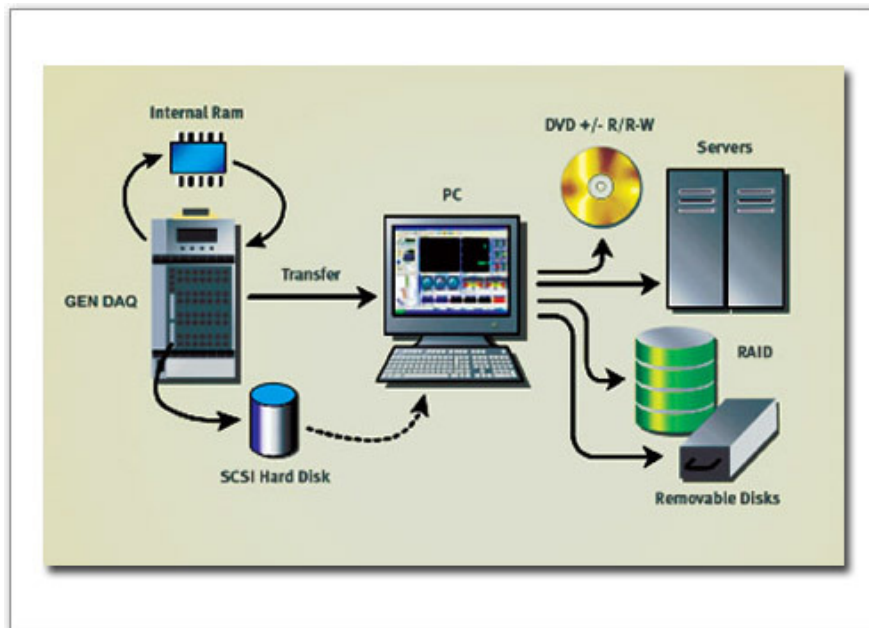 Internal Ram
DVD +/- R/R-W
Servers
PC
GEN DAQ
Transfer
RAID
SCSI Hard Disk
Removable Disks